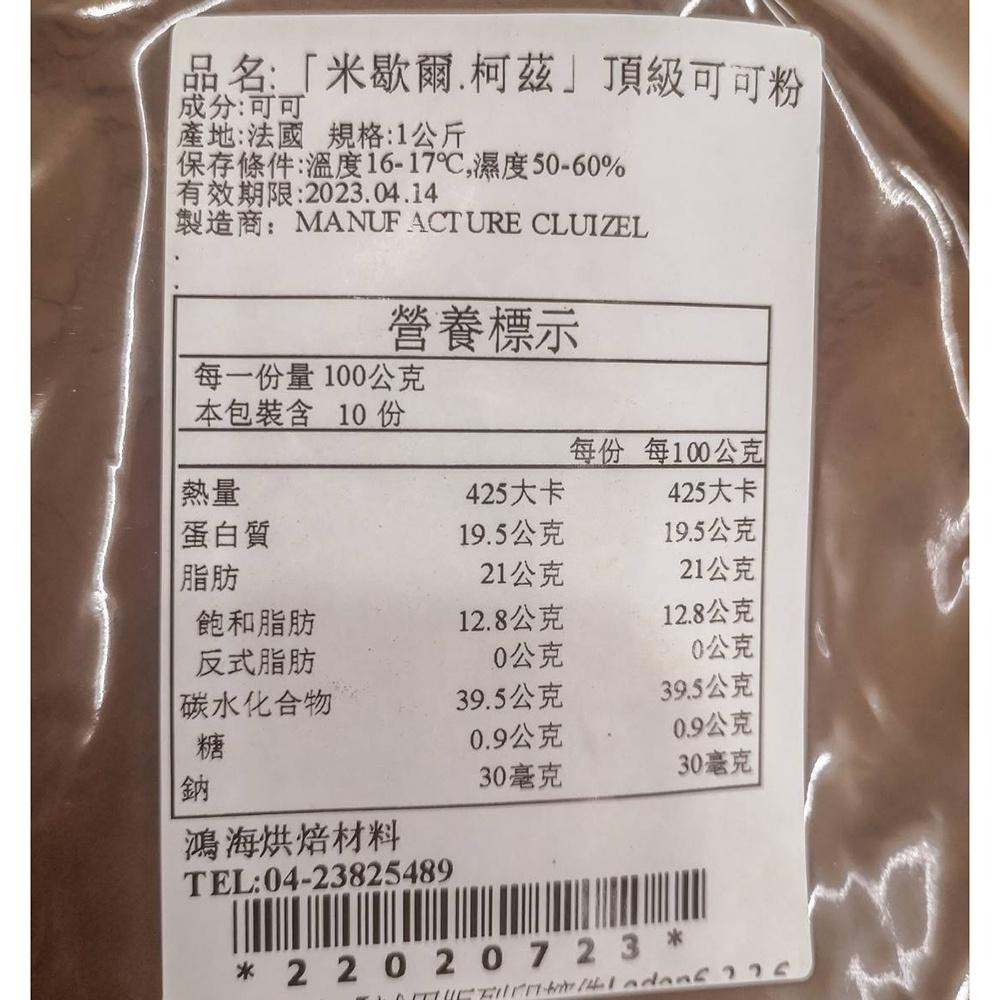 品名:「米歇爾.柯茲」頂級可可粉
成分:可可
產地:法國 規格:1公斤
保存條件:溫度16-17℃,濕度50-60%
有效期限:2023.04.14
製造商：MANUFACTURE CLUIZEL
營養標示
每一份量 100公克
本包裝含 10 份
每份 每100公克
熱量 425大卡 425大卡
蛋白質 19.5公克 19.5公克
脂肪 21公克 21公克
飽和脂肪 12.8公克 12.8公克
反式脂肪 0公克 0公克
碳水化合物 39.5公克 39.5公克
糖 0.9公克 0.9公克
鈉 30毫克 30毫克
鴻海烘焙材料
TEL:04-23825489
*22020723*